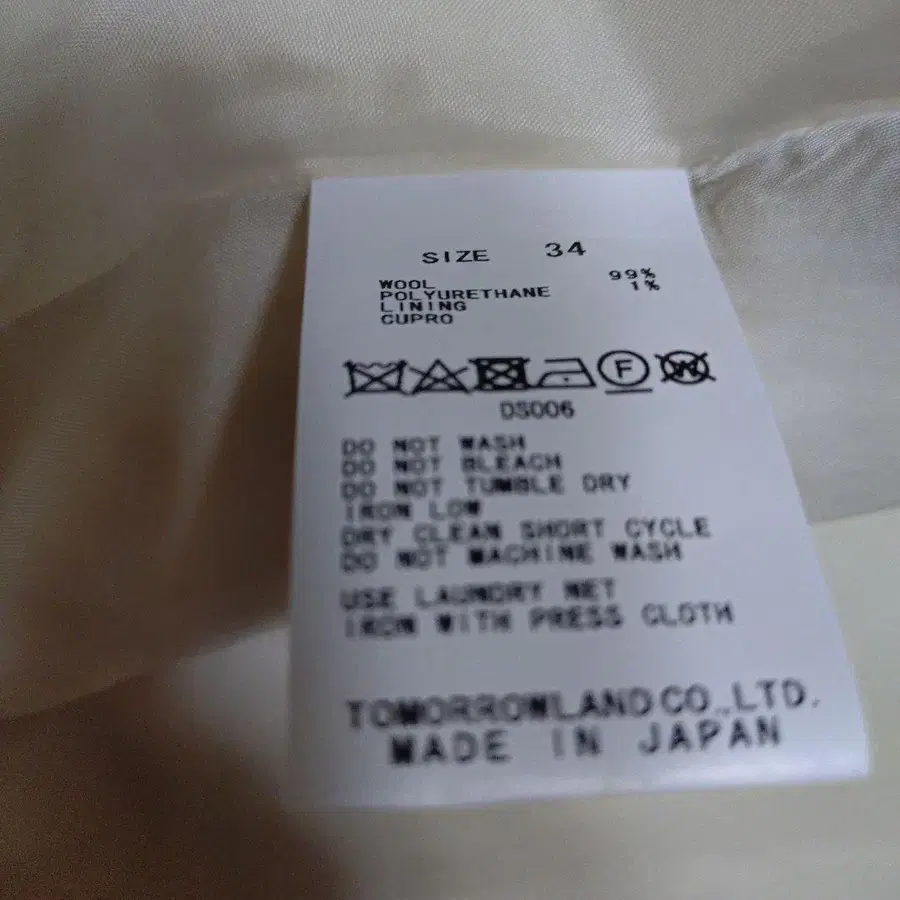 SIZE 34
WOOL 99%
POLYURETHANE 1%
LINING
CUPRO
F W
DS006
DO NOT WASH
DO NOT BLEACH
DO NOT TUMBLE DRY
IRON LOW
DRY CLEAN SHORT CYCLE
DO NOT MACHINE WASH
USE LAUNDRY NET
IRON WITH PRESS CLOTH
TOMORROWLAND CO.,LTD.
MADE IN JAPAN